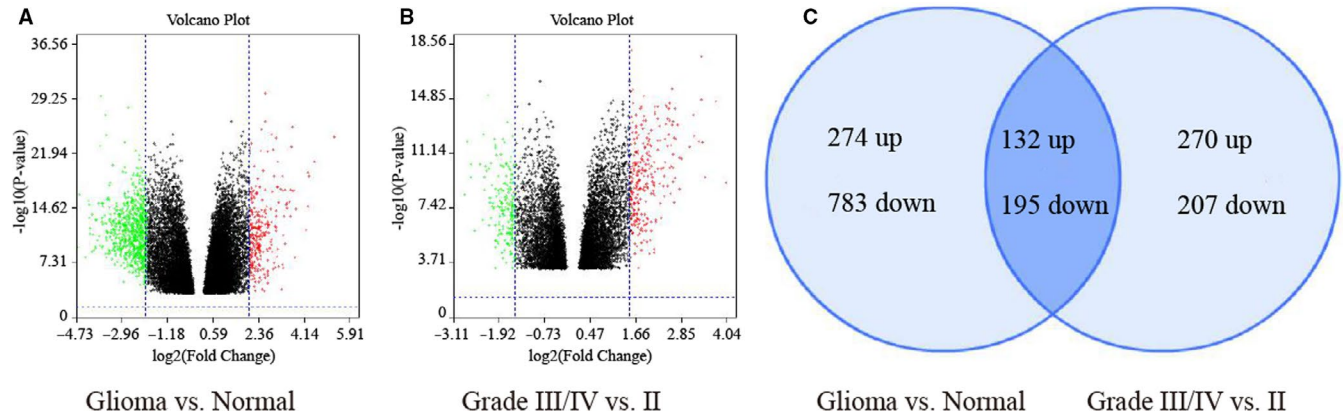 A
Volcano Plot
36.56
29.25
21.94
14.62
7.31
0
-log10(P-value)
-4.73 -2.96 -1.18 0.59 2.36 4.14 5.91
log2(Fold Change)
Glioma vs. Normal
B
Volcano Plot
18.56
14.85
11.14
7.42
3.71
0
-log10(P-value)
-3.11 -1.92 -0.73 0.47 1.66 2.85 4.04
log2(Fold Change)
Grade III/IV vs. II
C
274 up 132 up 270 up
783 down 195 down 207 down
Glioma vs. Normal Grade III/IV vs. II